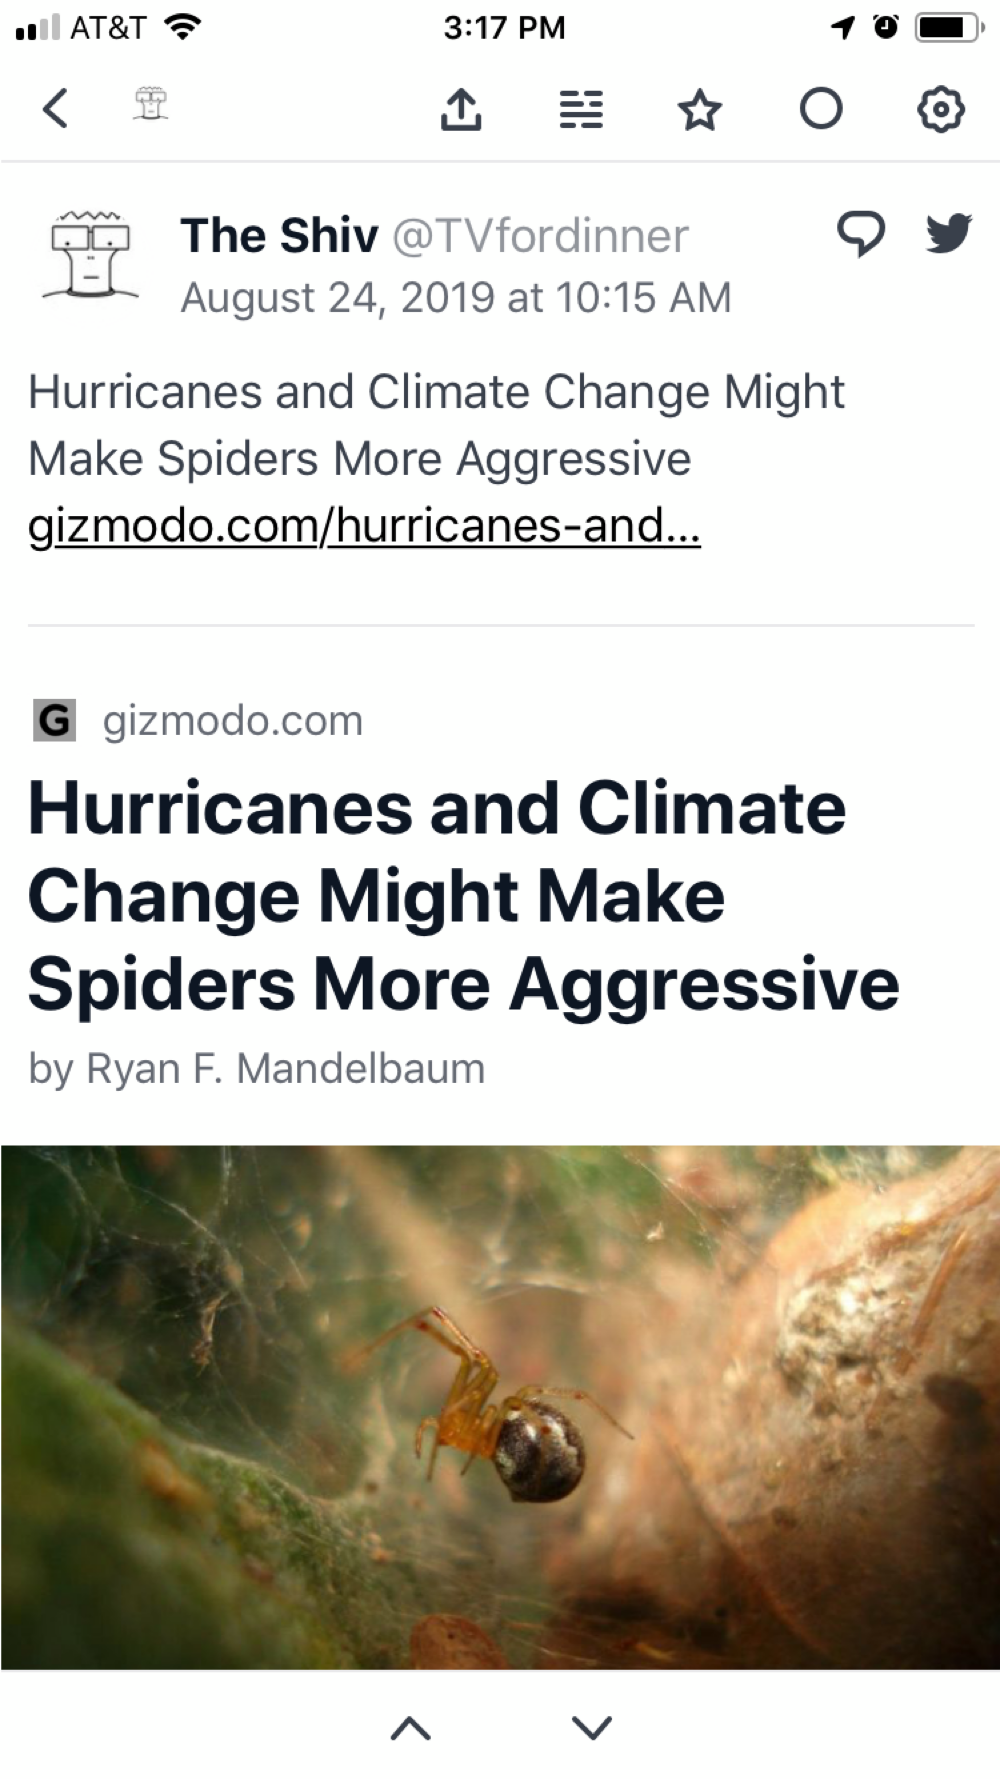 AT&T 3:17 PM
The Shiv @TVfordinner
August 24, 2019 at 10:15 AM
Hurricanes and Climate Change Might
Make Spiders More Aggressive
gizmodo.com/hurricanes-and...
G gizmodo.com
Hurricanes and Climate
Change Might Make
Spiders More Aggressive
by Ryan F. Mandelbaum